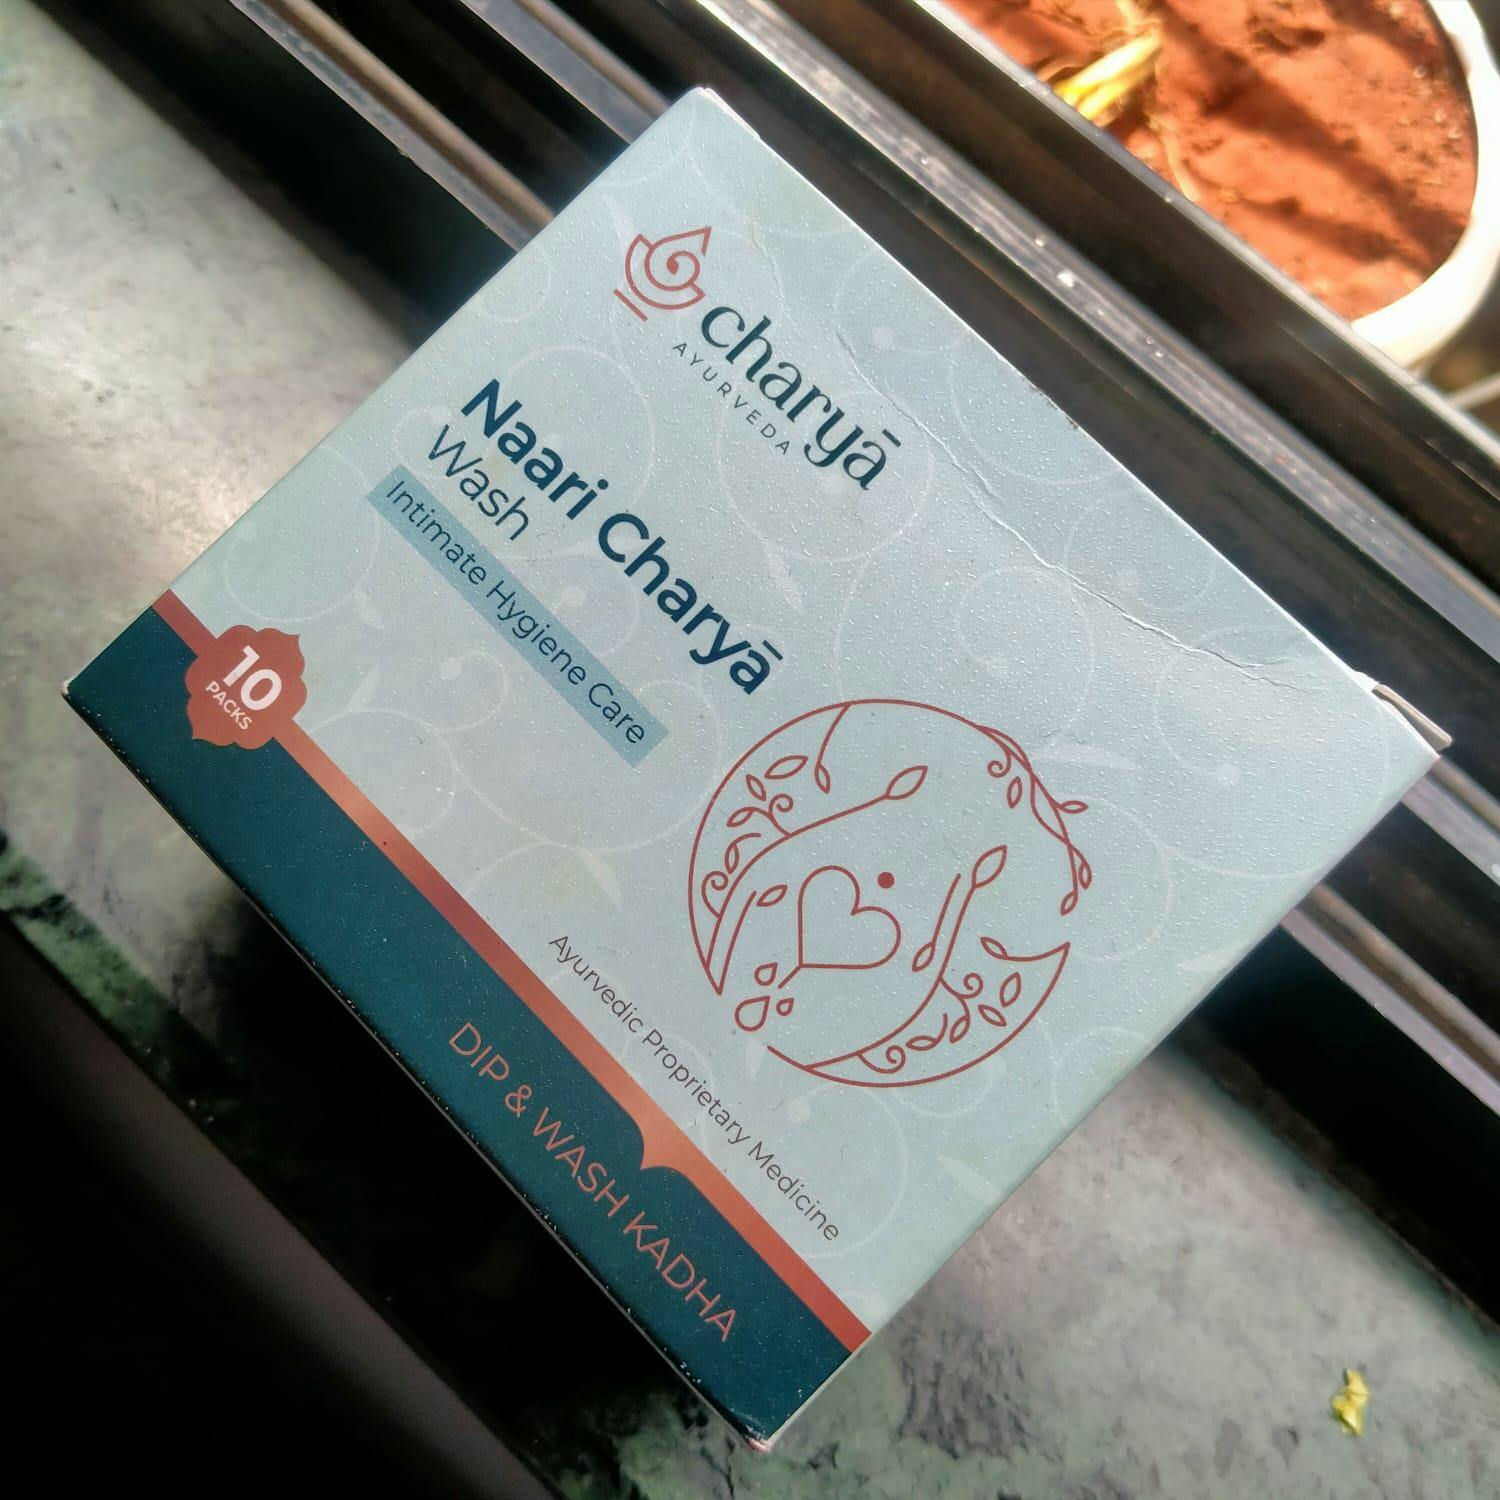 charyā
AYURVEDA
Naari Charyā
Wash
Intimate Hygiene Care
10
PACKS
Ayurvedic Proprietary Medicine
DIP & WASH KADHA